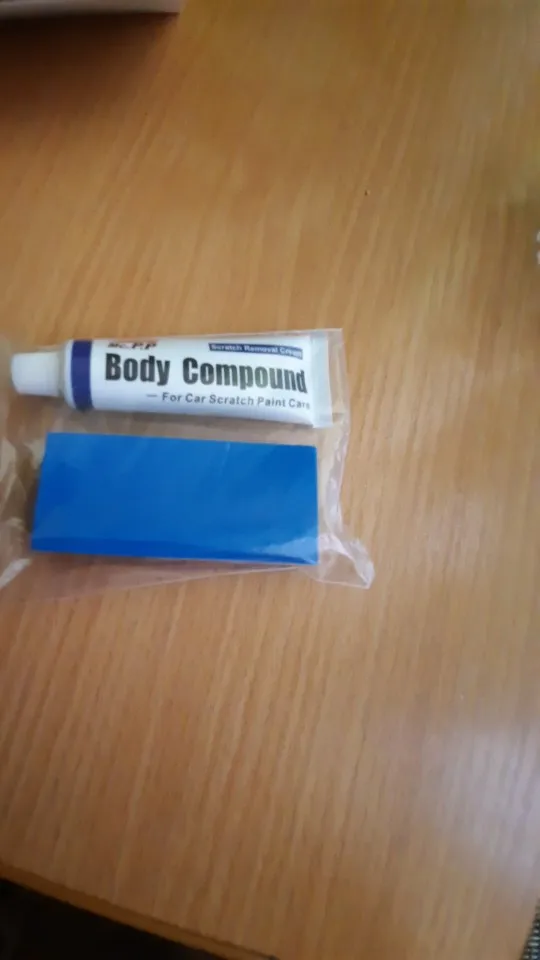 Scratch Removal Cream
Body Compound
— For Car Scratch Paint Care